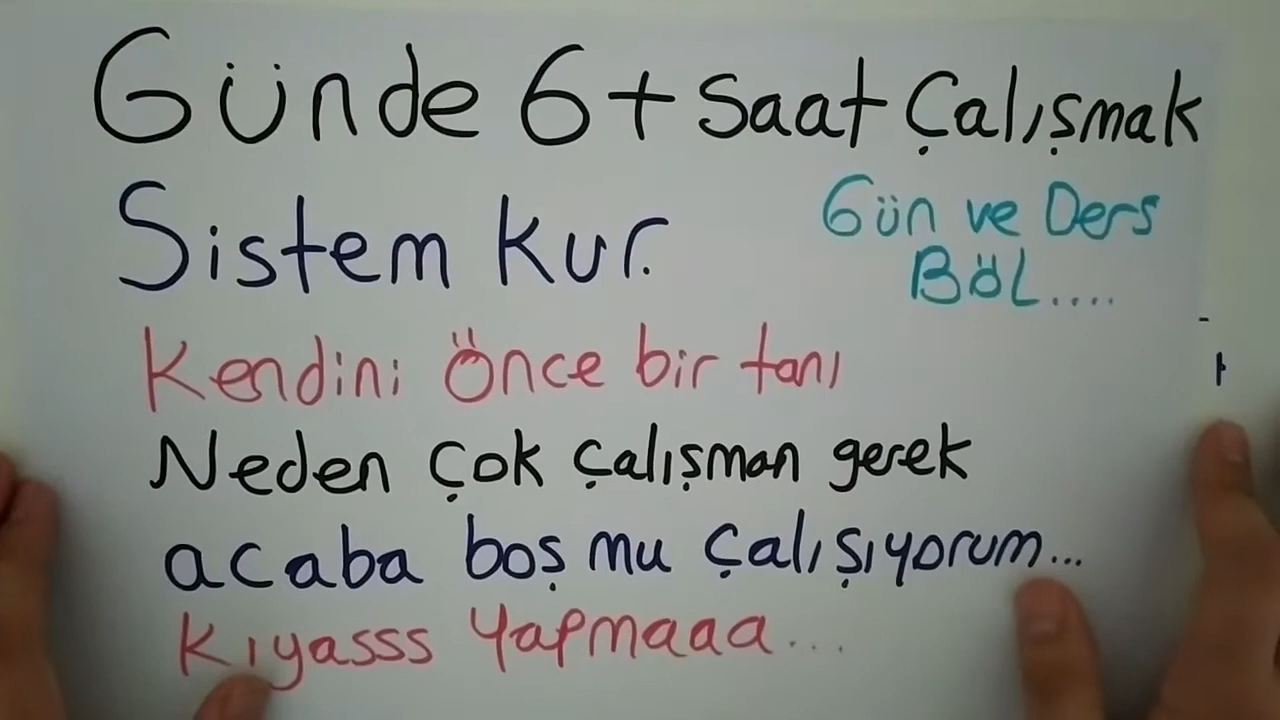 Günde 6+ Saat Çalışmak
Sistem Kur.
Gün ve Ders
Böl....
Kendini Önce bir tanı
Neden Çok Çalışman gerek
acaba boş mu Çalışıyorum...
Kıyasss Yapmaaa...